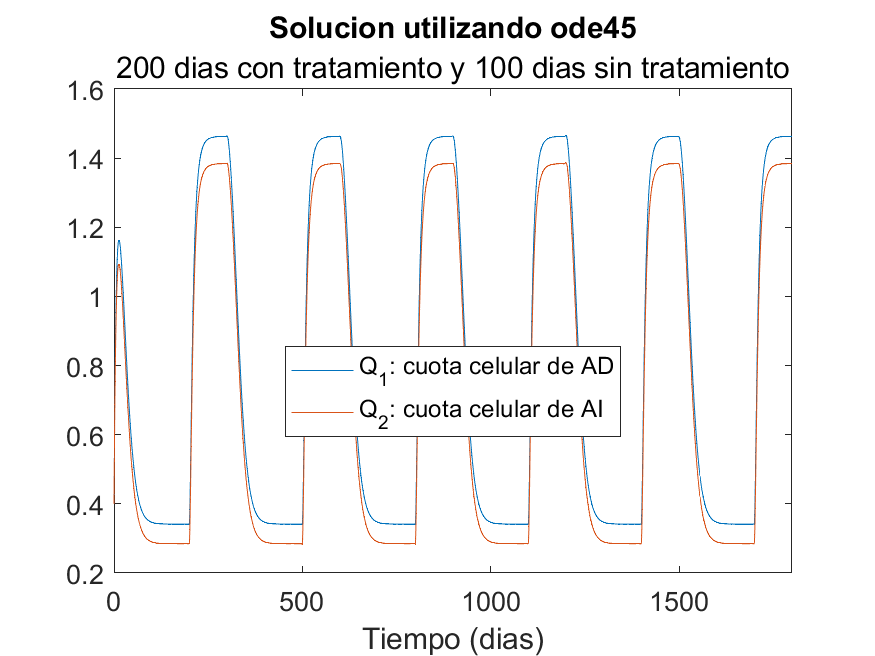 Solucion utilizando ode45
200 dias con tratamiento y 100 dias sin tratamiento
1.6
1.4
1.2
1
0.8
0.6
0.4
0.2
Q1: cuota celular de AD
Q2: cuota celular de AI
0 500 1000 1500
Tiempo (dias)